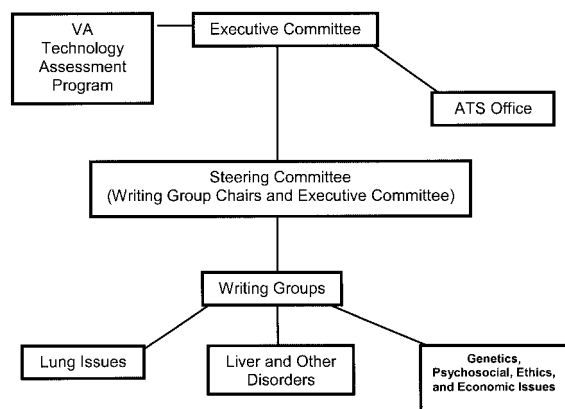 VA
Technology
Assessment
Program
Executive Committee
ATS Office
Steering Committee
(Writing Group Chairs and Executive Committee)
Writing Groups
Lung Issues
Liver and Other
Disorders
Genetics,
Psychosocial, Ethics,
and Economic Issues